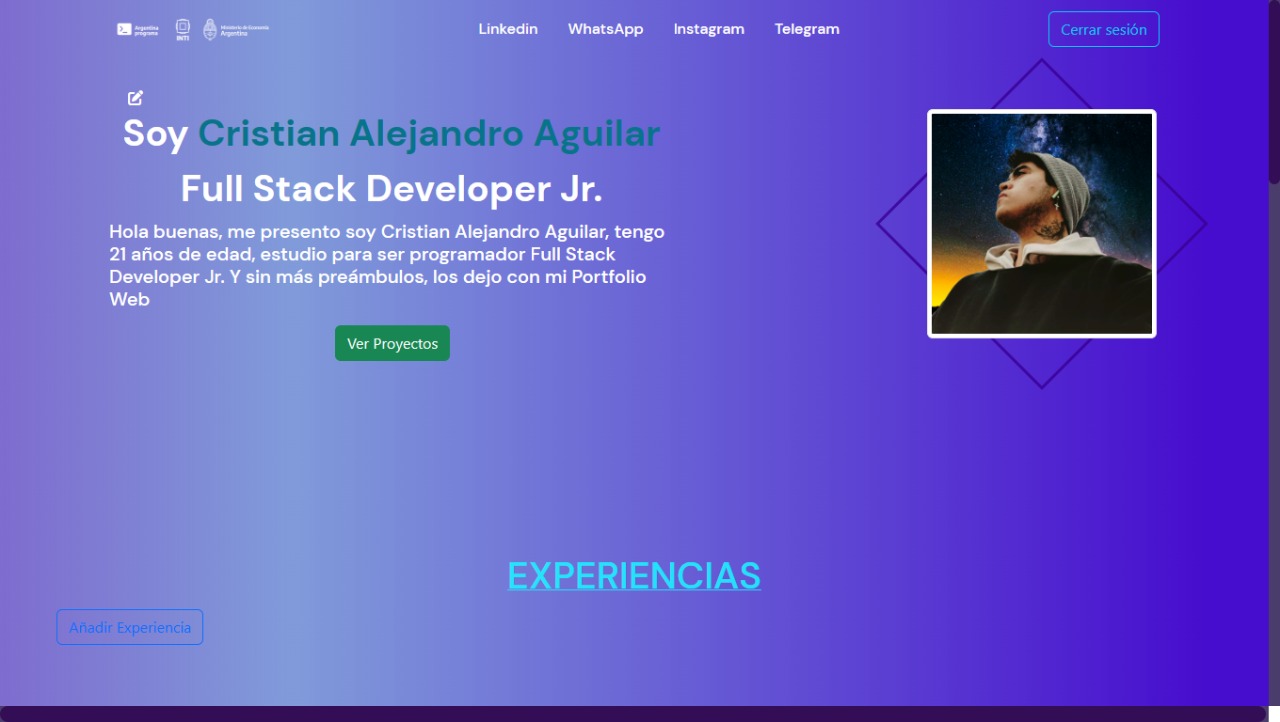 Argentina
programa
INTI
Ministerio de Economía
Argentina
Linkedín
WhatsApp
Instagram
Telegram
Cerrar sesión
Soy Cristian Alejandro Aguilar
Full Stack Developer Jr.
Hola buenas, me presento soy Cristian Alejandro Aguilar, tengo
21 años de edad, estudio para ser programador Full Stack
Developer Jr. Y sin más preámbulos, los dejo con mi Portfolio
Web
Ver Proyectos
EXPERIENCIAS
Añadir Experiencia